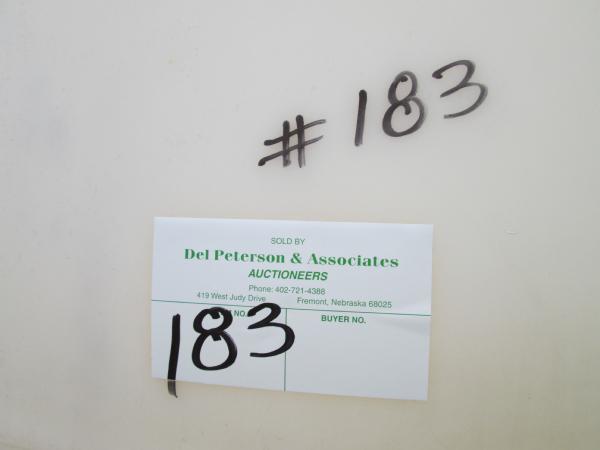 # 183
SOLD BY
Del Peterson & Associates
AUCTIONEERS
Phone: 402-721-4388
419 West Judy Drive Fremont, Nebraska 68025
NO. BUYER NO.
183